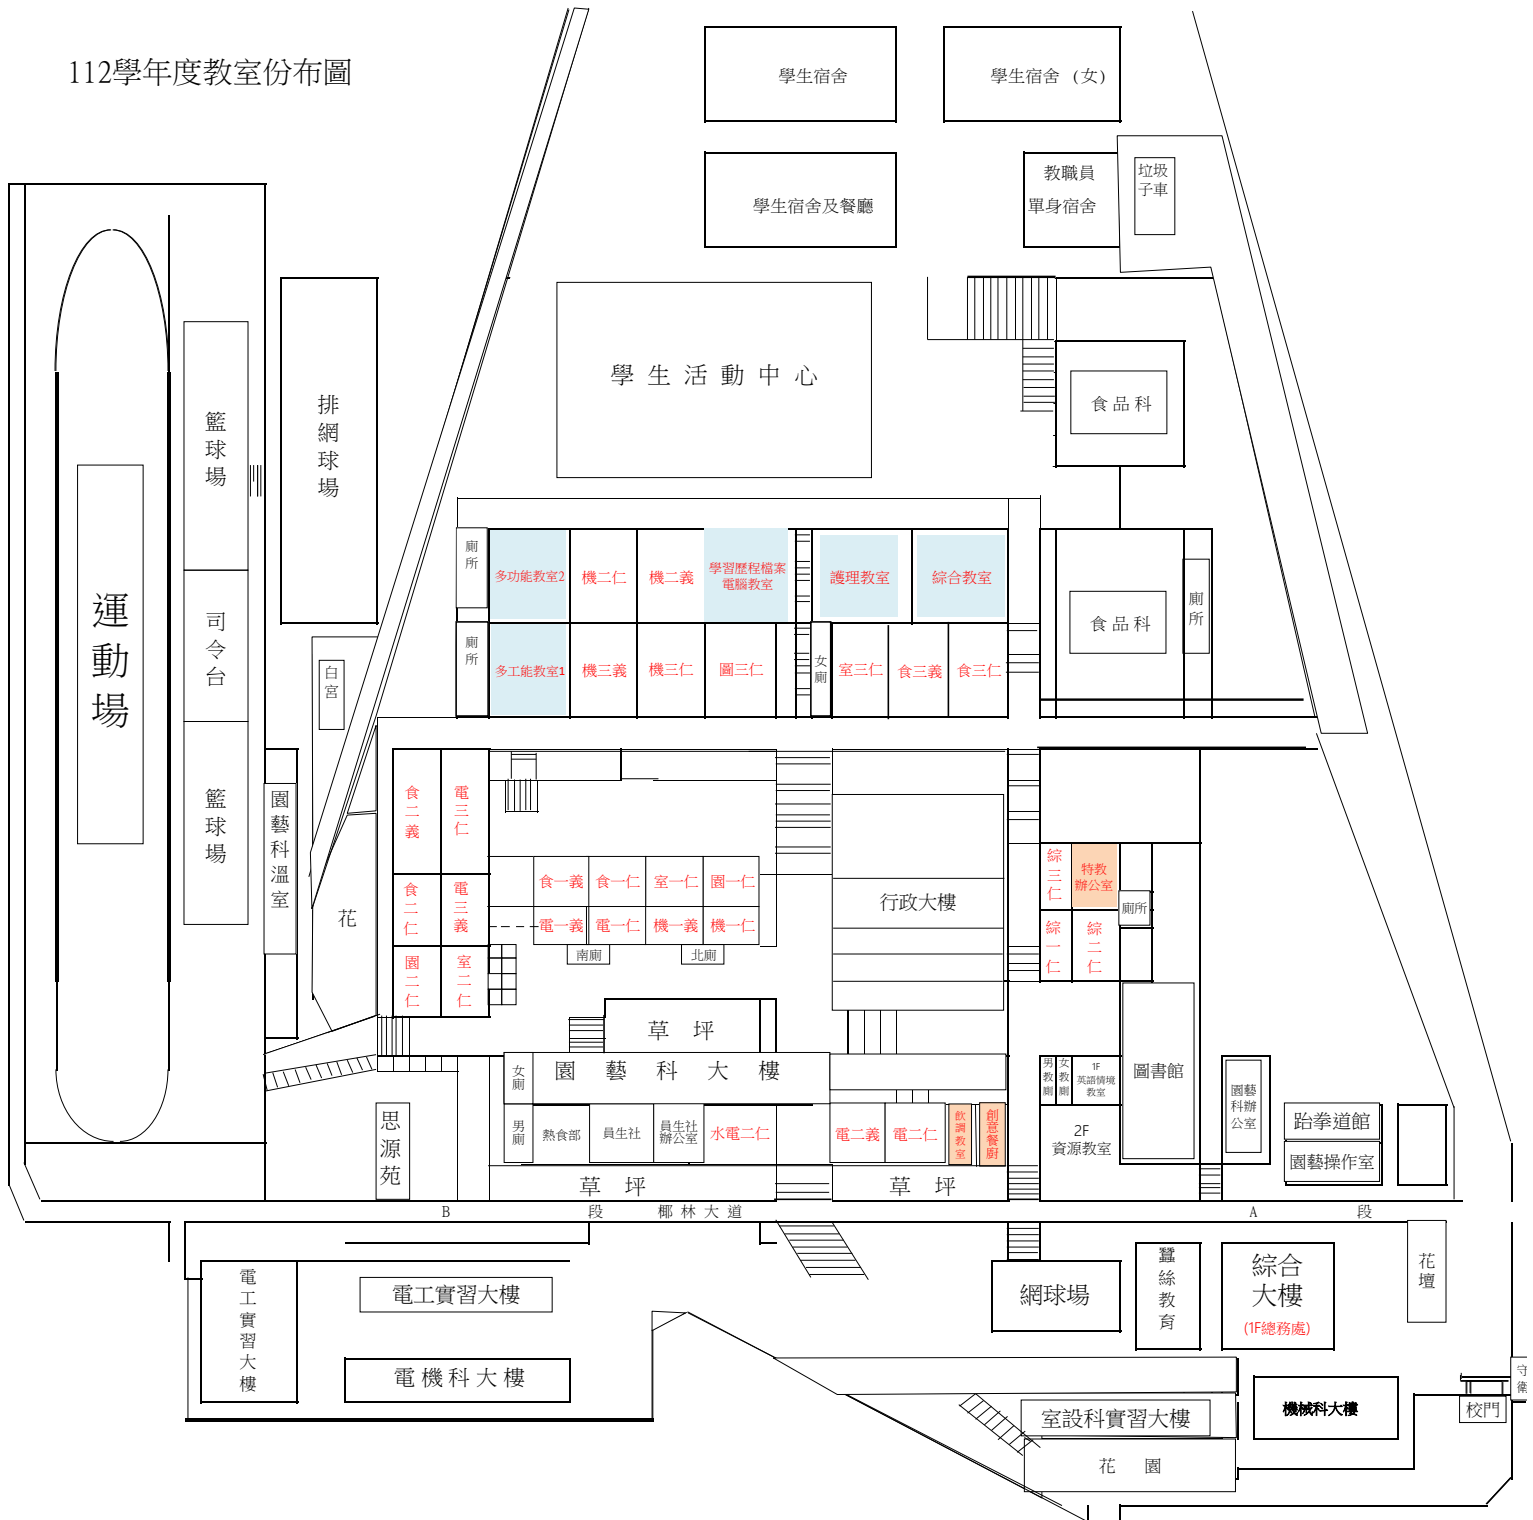 112學年度教室份布圖
學生宿舍
學生宿舍 (女)
學生宿舍及餐廳
教職員
單身宿舍
垃圾
子車
學生活動中心
食品科
籃球場
排網球場
運動場
司令台
籃球場
白宮
園藝科溫室
花
廁所
多功能教室2
機二仁
機二義
學習歷程檔案
電腦教室
護理教室
綜合教室
食品科
廁所
廁所
多工能教室1
機三義
機三仁
圖三仁
女廁
室三仁
食三義
食三仁
食二義
電三仁
食二仁
電三義
園二仁
室二仁
食一義
食一仁
室一仁
園一仁
電一義
電一仁
機一義
機一仁
南廁
北廁
行政大樓
綜三仁
特教
辦公室
廁所
綜一仁
綜二仁
草坪
女廁
園藝科大樓
男廁
熱食部
員生社
員生社
辦公室
水電二仁
電二義
電二仁
飲調教室
創意餐廚
男教廁
女教廁
1F
英語情境
教室
圖書館
2F
資源教室
園藝
科辦
公室
跆拳道館
園藝操作室
思源苑
草坪
草坪
B 段 椰林大道 A 段
電工實習大樓
電工實習大樓
電機科大樓
網球場
蠶絲教育
綜合
大樓
(1F總務處)
花壇
守衛
校門
機械科大樓
室設科實習大樓
花園